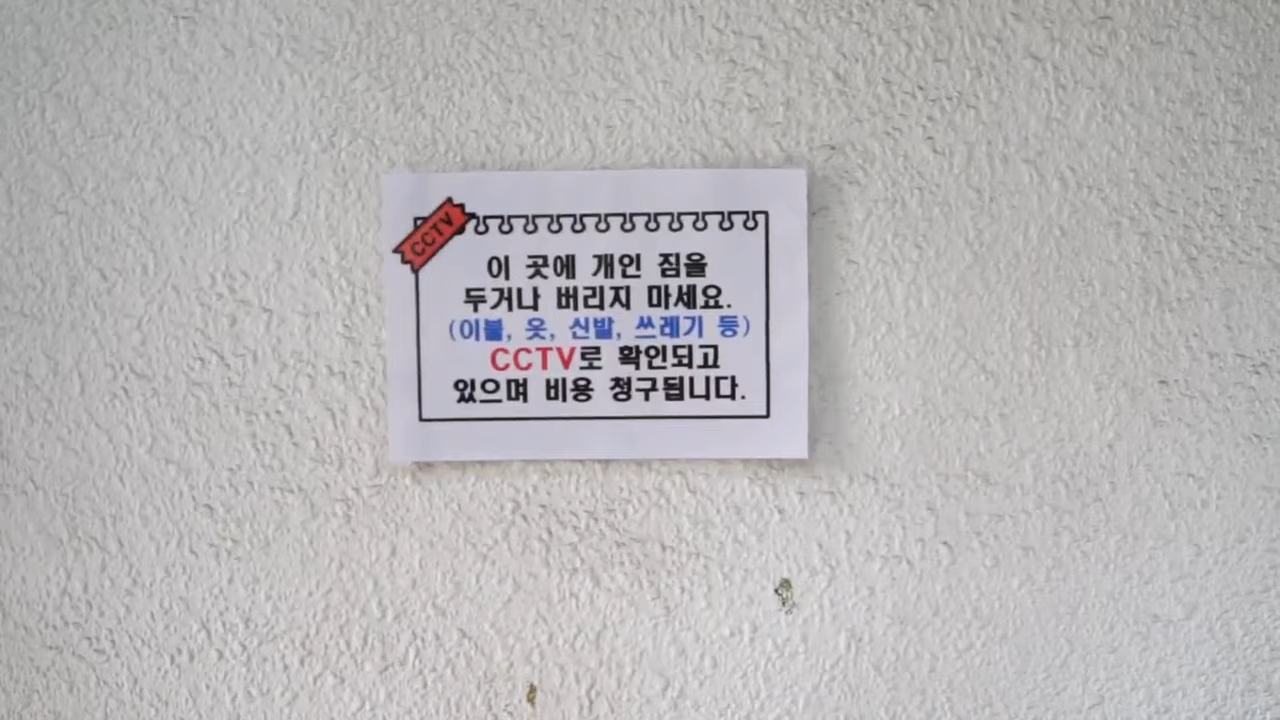 CCTV
이 곳에 개인 짐을
두거나 버리지 마세요.
(이불, 옷, 신발, 쓰레기 등)
CCTV로 확인되고
있으며 비용 청구됩니다.